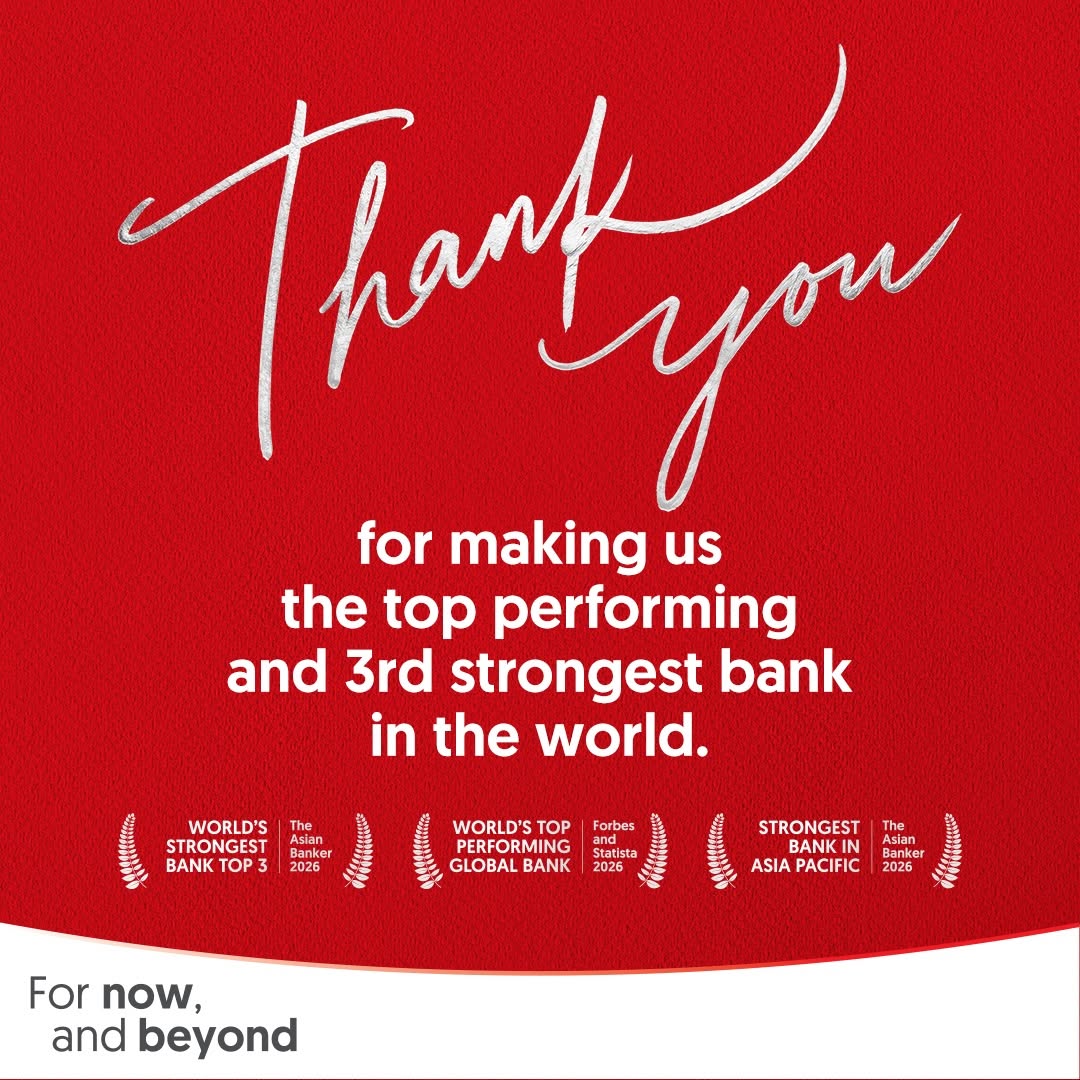 Thank
you
for making us
the top performing
and 3rd strongest bank
in the world.
WORLD'S
STRONGEST
BANK TOP 3
The
Asian
Banker
2026
WORLD'S TOP
PERFORMING
GLOBAL BANK
Forbes
and
Statista
2026
STRONGEST
BANK IN
ASIA PACIFIC
The
Asian
Banker
2026
For now,
and beyond